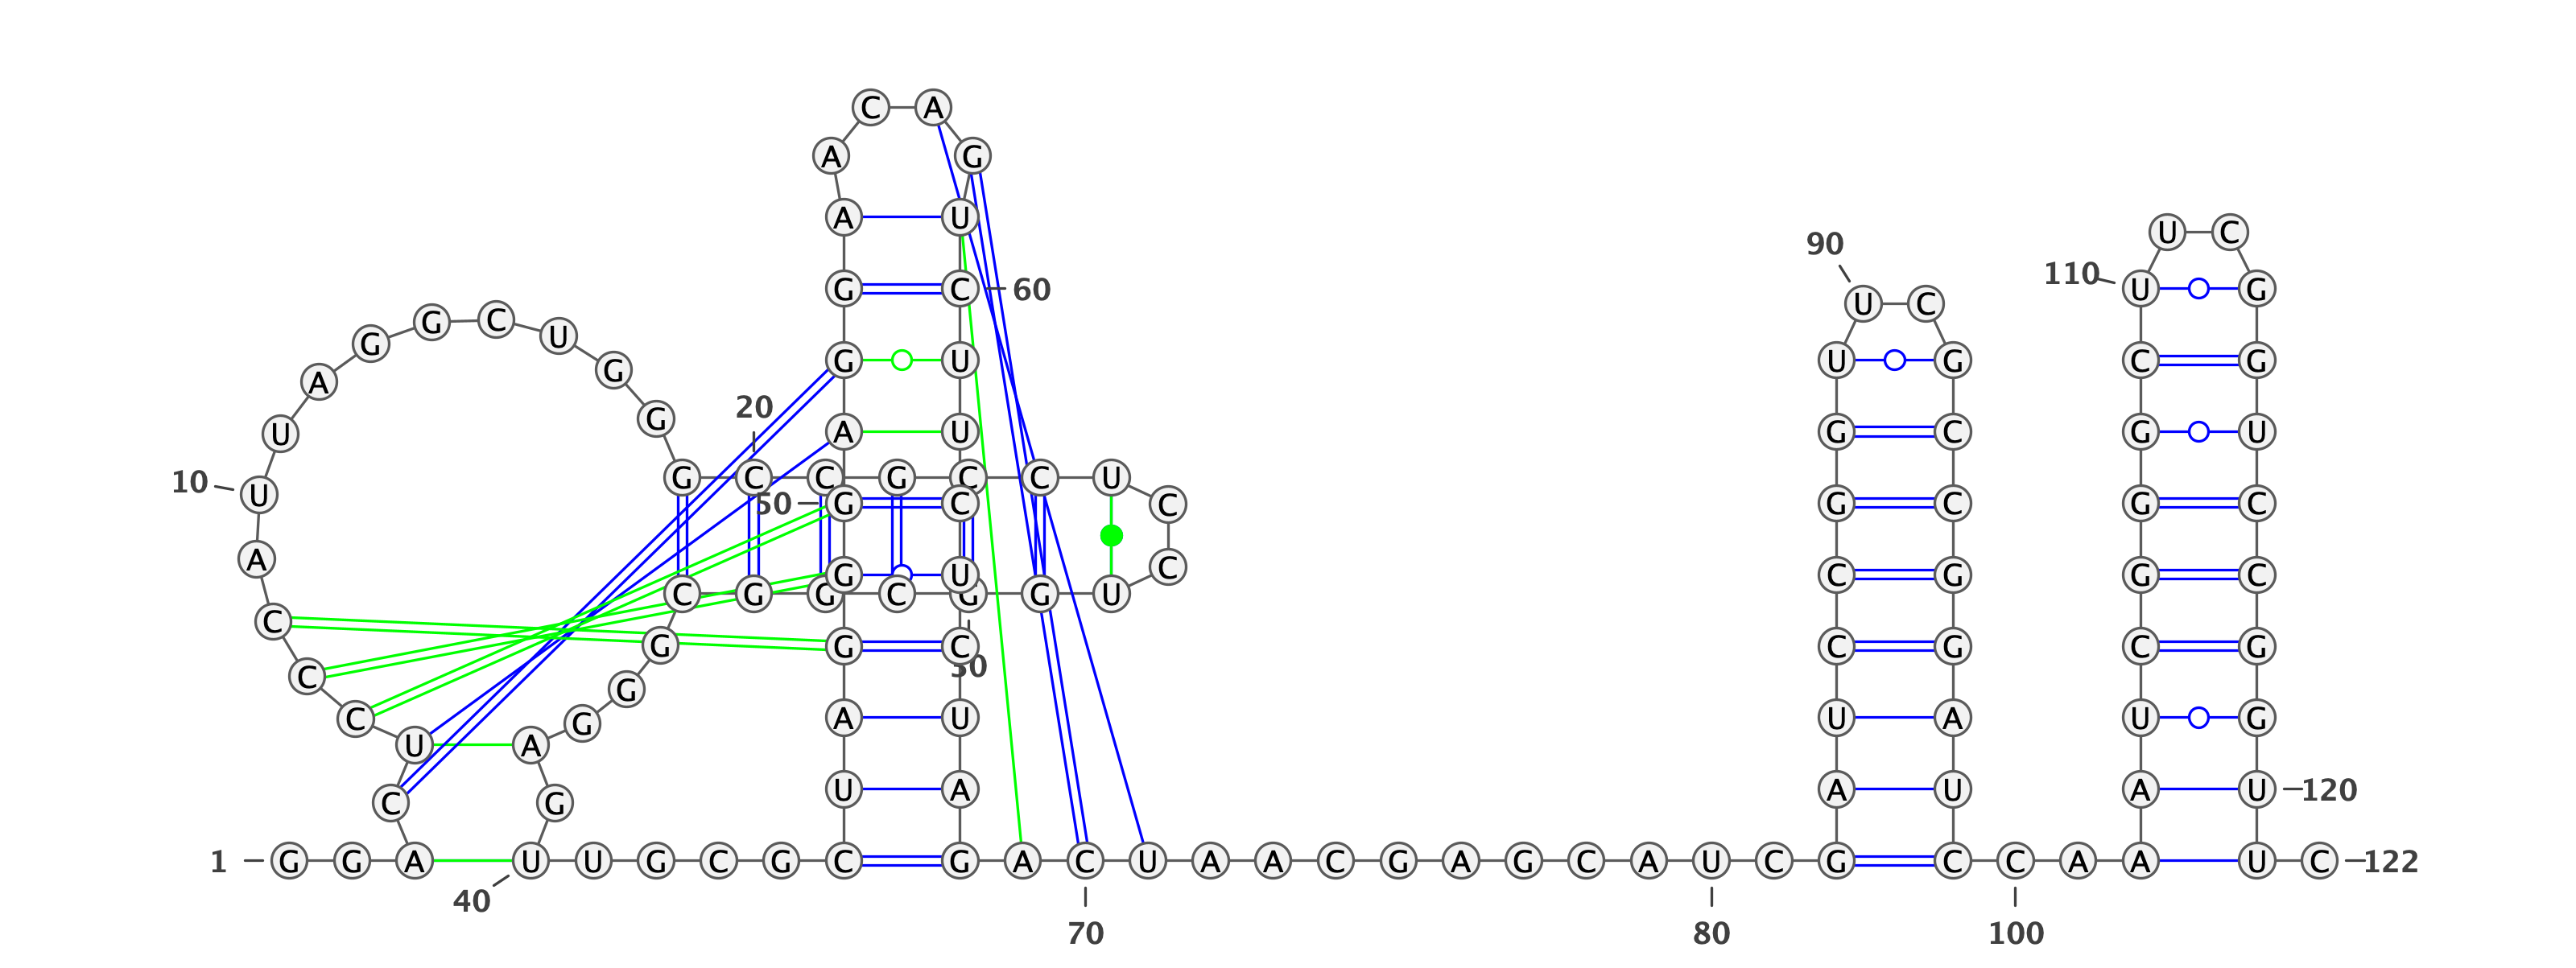 C A
A G
A U
U C
90
110
G C 60
U G
U C
G G C U
G G U U G C G
A
20
G
U A U G C G U
10
G C C G C C U
U
50 G C C
G C G C
A
C
G U C G G C
C G G C G G U
C
G G C C G C G
30
C G
C G A U U A U G
U A
C G U A A U A U 120
1 G G A U U G C G C G A C U A A C G A G C A U C G C C A A U C 122
40
70 80 100